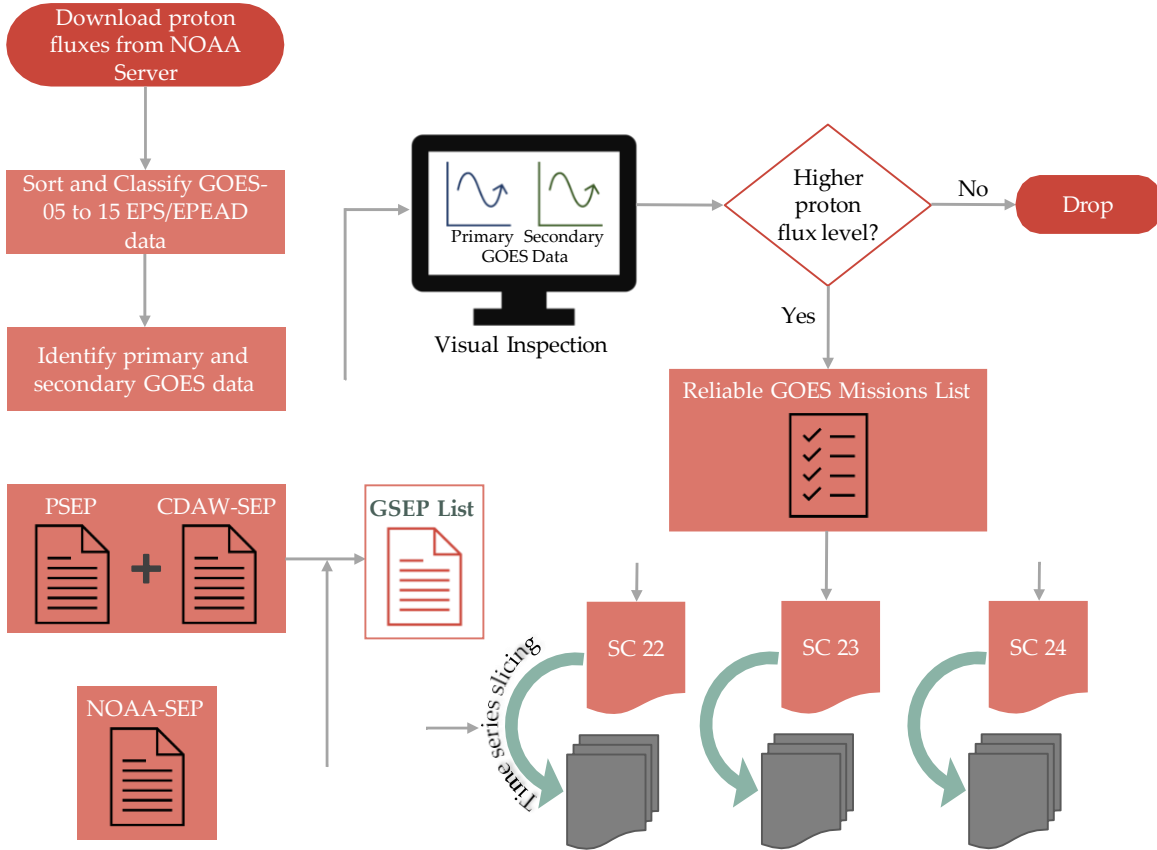 Download proton
fluxes from NOAA
Server
Sort and Classify GOES-
05 to 15 EPS/EPEAD
data
Identify primary and
secondary GOES data
Primary Secondary
GOES Data
Visual Inspection
Higher
proton
flux level?
No
Drop
Yes
Reliable GOES Missions List
PSEP CDAW-SEP
GSEP List
NOAA-SEP
Time series slicing
SC 22
SC 23
SC 24